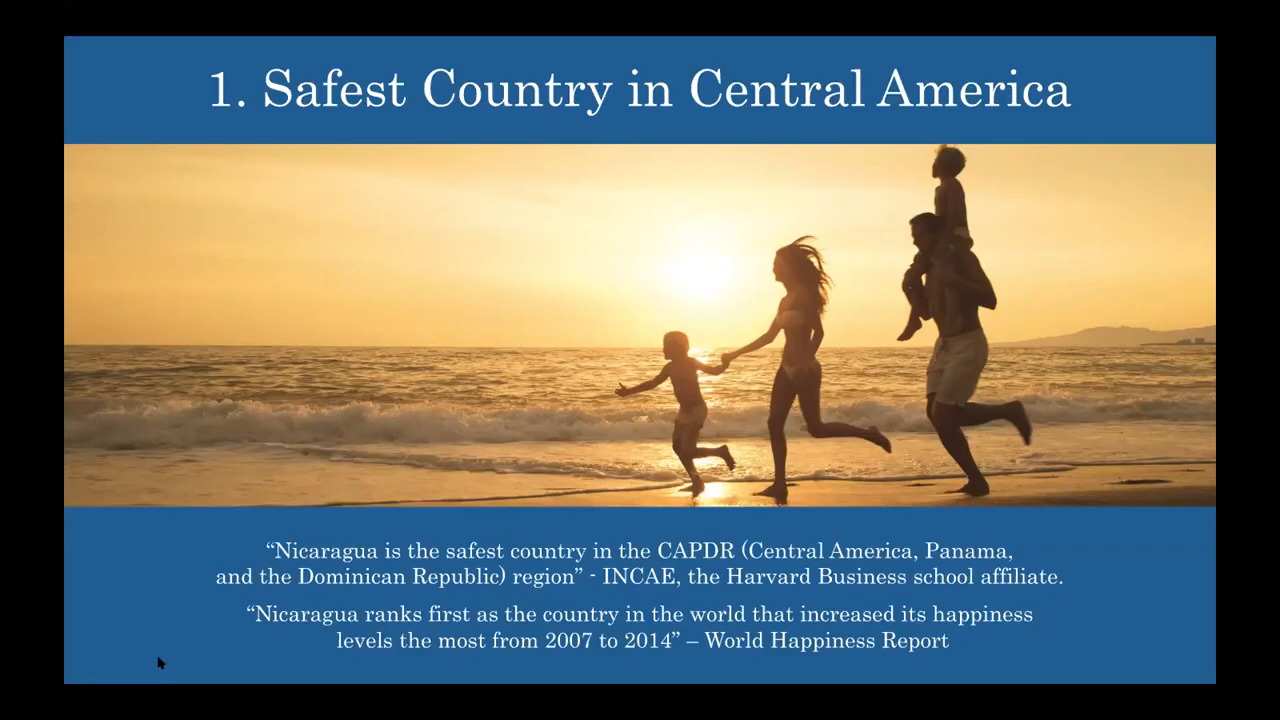 1. Safest Country in Central America
“Nicaragua is the safest country in the CAPDR (Central America, Panama,
and the Dominican Republic) region” - INCAE, the Harvard Business school affiliate.
“Nicaragua ranks first as the country in the world that increased its happiness
levels the most from 2007 to 2014” – World Happiness Report